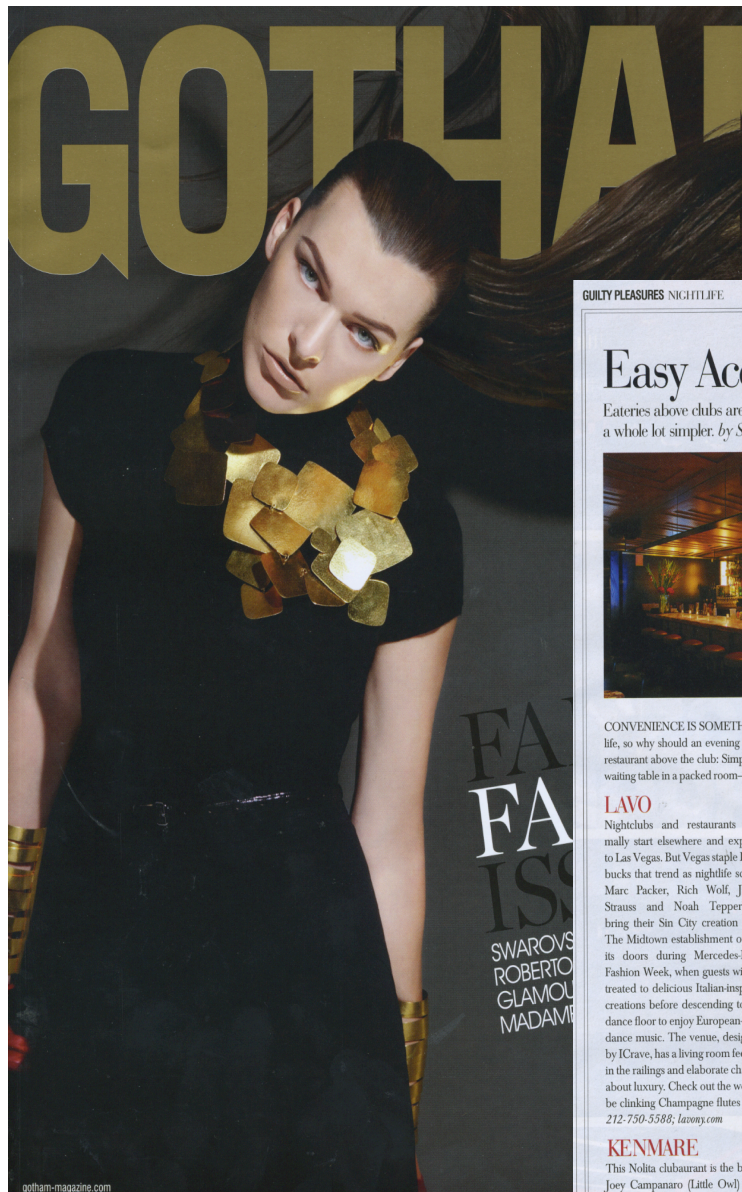 GOTHA
FA
FA
ISS
SWAROVS
ROBERTO
GLAMOU
MADAME
gotham-magazine.com
GUILTY PLEASURES NIGHTLIFE
Easy Acc
Eateries above clubs are
a whole lot simpler. by S
CONVENIENCE IS SOMETH
life, so why should an evening
restaurant above the club: Simp
waiting table in a packed room–
LAVO
Nightclubs and restaurants
mally start elsewhere and exp
to Las Vegas. But Vegas staple
bucks that trend as nightlife sc
Marc Packer, Rich Wolf, J
Strauss and Noah Tepper
bring their Sin City creation
The Midtown establishment o
its doors during Mercedes-
Fashion Week, when guests wi
treated to delicious Italian-insp
creations before descending to
dance floor to enjoy European-
dance music. The venue, desi
by ICrave, has a living room fee
in the railings and elaborate ch
about luxury. Check out the w
be clinking Champagne flutes
212-750-5588; lavony.com
KENMARE
This Nolita clubaurant is the b
Joey Campanaro (Little Owl)